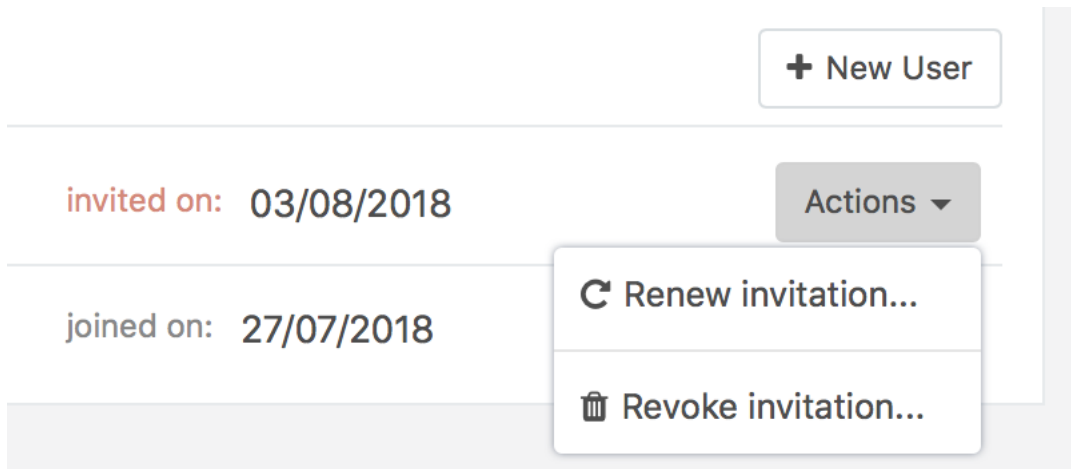 New User
invited on: 03/08/2018 Actions
Renew invitation...
joined on: 27/07/2018
Revoke invitation...